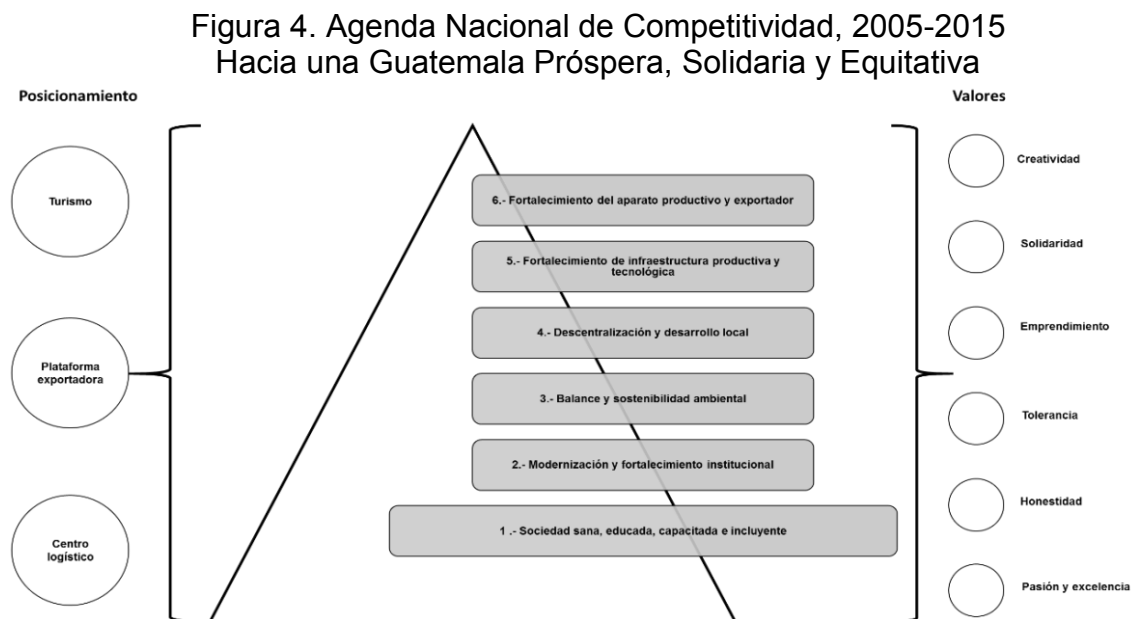 Figura 4. Agenda Nacional de Competitividad, 2005-2015
Hacia una Guatemala Próspera, Solidaria y Equitativa
Posicionamiento
Turismo
Plataforma
exportadora
Centro
logístico
6.- Fortalecimiento del aparato productivo y exportador
5.- Fortalecimiento de infraestructura productiva y
tecnológica
4.- Descentralización y desarrollo local
3.- Balance y sostenibilidad ambiental
2.- Modernización y fortalecimiento institucional
1 .- Sociedad sana, educada, capacitada e incluyente
Valores
Creatividad
Solidaridad
Emprendimiento
Tolerancia
Honestidad
Pasión y excelencia